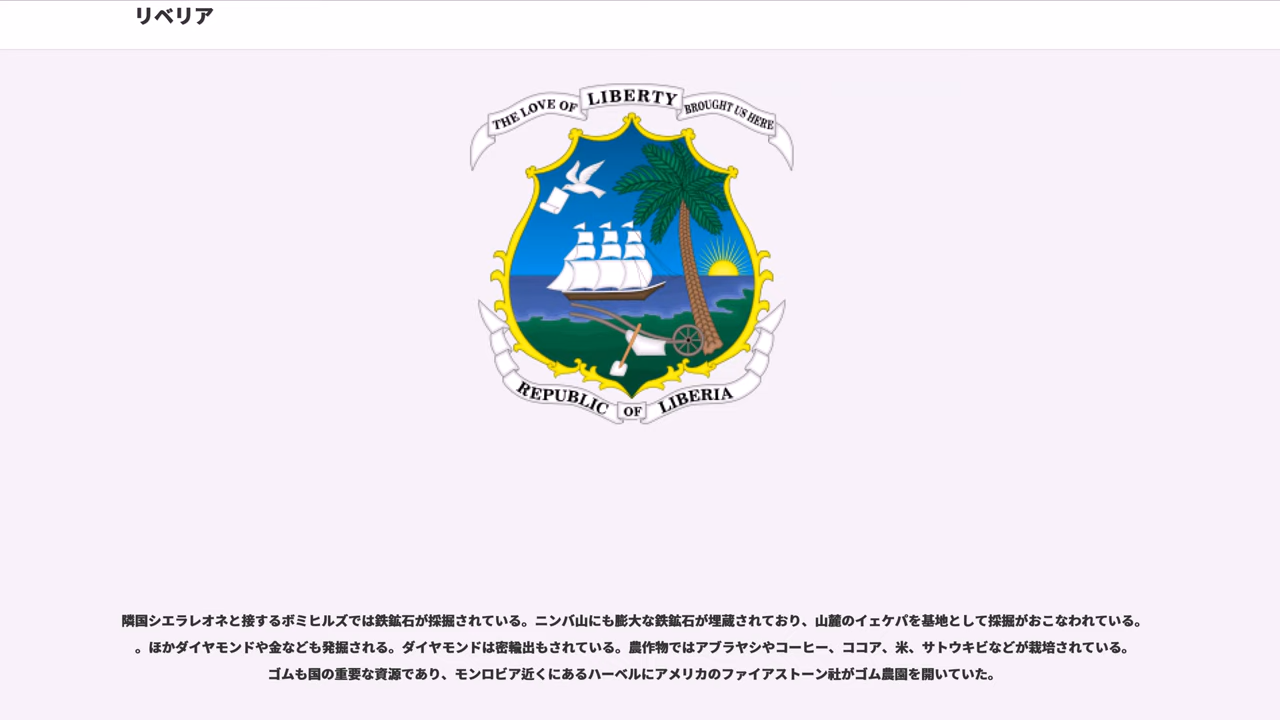 リベリア
THE LOVE OF LIBERTY BROUGHT US HERE
REPUBLIC OF LIBERIA
隣国シエラレオネと接するボミヒルズでは鉄鉱石が採掘されている。ニンバ山にも膨大な鉄鉱石が埋蔵されており、山麓のイェケパを基地として採掘がおこなわれている。
。ほかダイヤモンドや金なども発掘される。ダイヤモンドは密輸出もされている。農作物ではアブラヤシやコーヒー、ココア、米、サトウキビなどが栽培されている。
ゴムも国の重要な資源であり、モンロビア近くにあるハーベルにアメリカのファイアストーン社がゴム農園を開いていた。